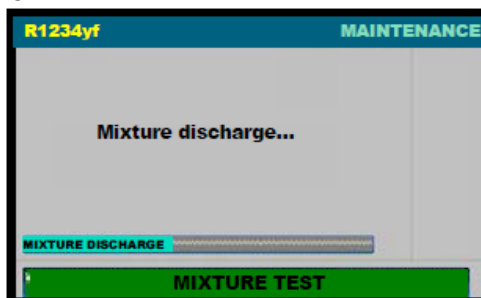 R1234yf MAINTENANCE
Mixture discharge...
MIXTURE DISCHARGE
MIXTURE TEST